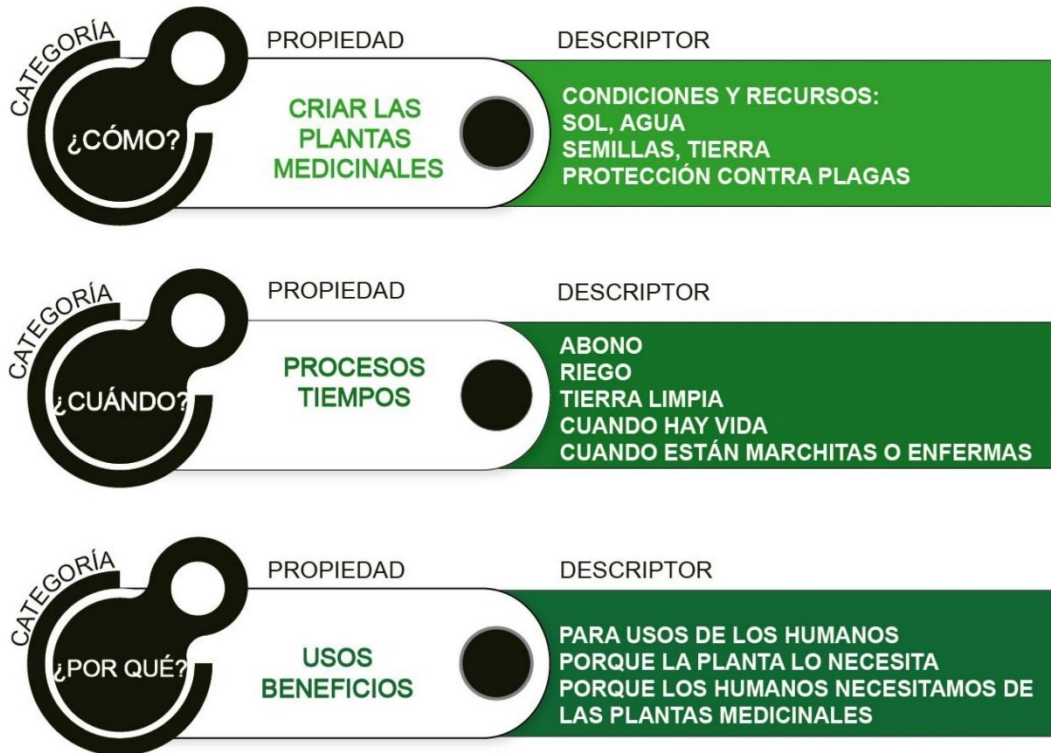 CATEGORÍA
PROPIEDAD
DESCRIPTOR
¿CÓMO?
CRIAR LAS
PLANTAS
MEDICINALES
CONDICIONES Y RECURSOS:
SOL, AGUA
SEMILLAS, TIERRA
PROTECCIÓN CONTRA PLAGAS
CATEGORÍA
PROPIEDAD
DESCRIPTOR
¿CUÁNDO?
PROCESOS
TIEMPOS
ABONO
RIEGO
TIERRA LIMPIA
CUANDO HAY VIDA
CUANDO ESTÁN MARCHITAS O ENFERMAS
CATEGORÍA
PROPIEDAD
DESCRIPTOR
¿POR QUÉ?
USOS
BENEFICIOS
PARA USOS DE LOS HUMANOS
PORQUE LA PLANTA LO NECESITA
PORQUE LOS HUMANOS NECESITAMOS DE
LAS PLANTAS MEDICINALES